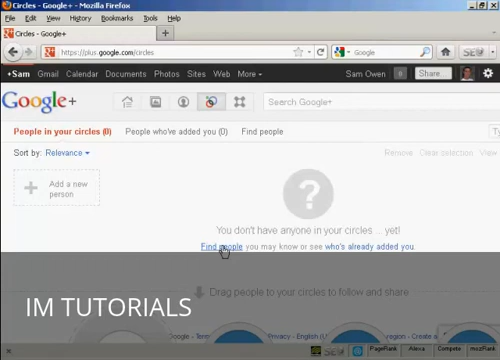 Circles - Google+ - Mozilla Firefox
File Edit View History Bookmarks Tools Help
Circles - Google+
https://plus.google.com/circles
Google
+Sam Gmail Calendar Documents Photos Sites Web More
Sam Owen 0 Share...
Google+
Search Google+
People in your circles (0) People who've added you (0) Find people
Sort by: Relevance
Remove Clear selection View
Add a new
person
?
You don't have anyone in your circles ... yet!
Find people you may know or see who's already added you.
Drag people to your circles to follow and share
IM TUTORIALS
Privacy - English
PageRank Alexa Compete mozRank